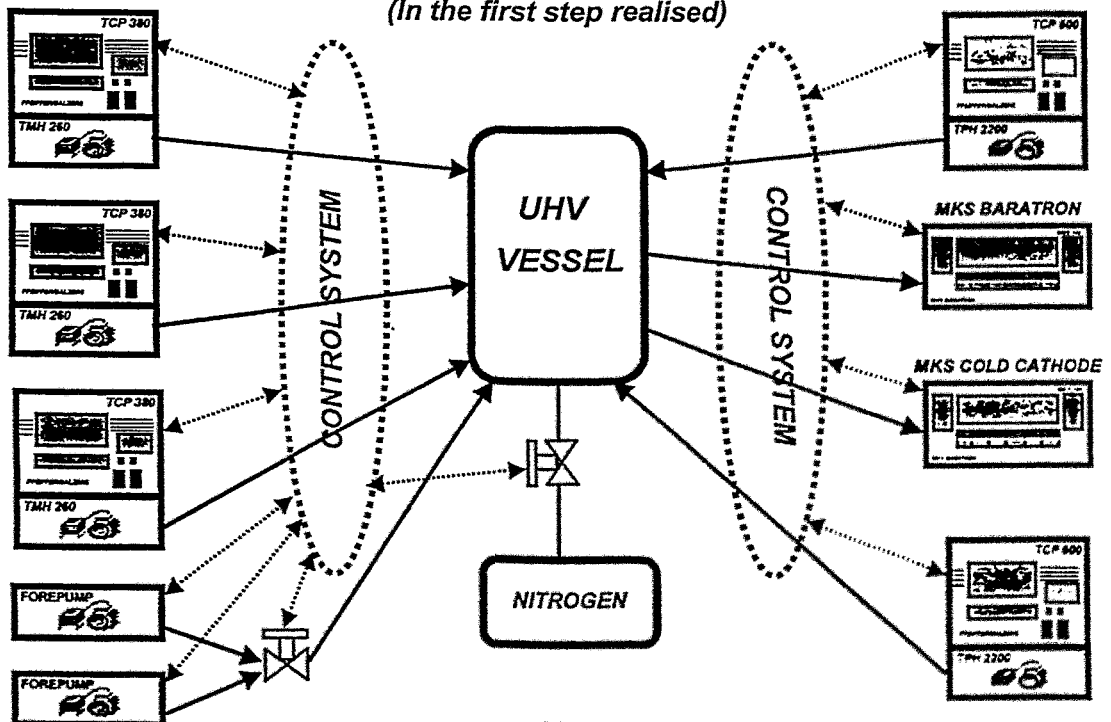 (In the first step realised)
TCP 380
TMH 260
TCP 380
TMH 260
TCP 380
TMH 260
FOREPUMP
FOREPUMP
CONTROL SYSTEM
UHV
VESSEL
NITROGEN
CONTROL SYSTEM
TCP 600
TPH 2200
MKS BARATRON
MKS COLD CATHODE
TCP 600
TPH 2200